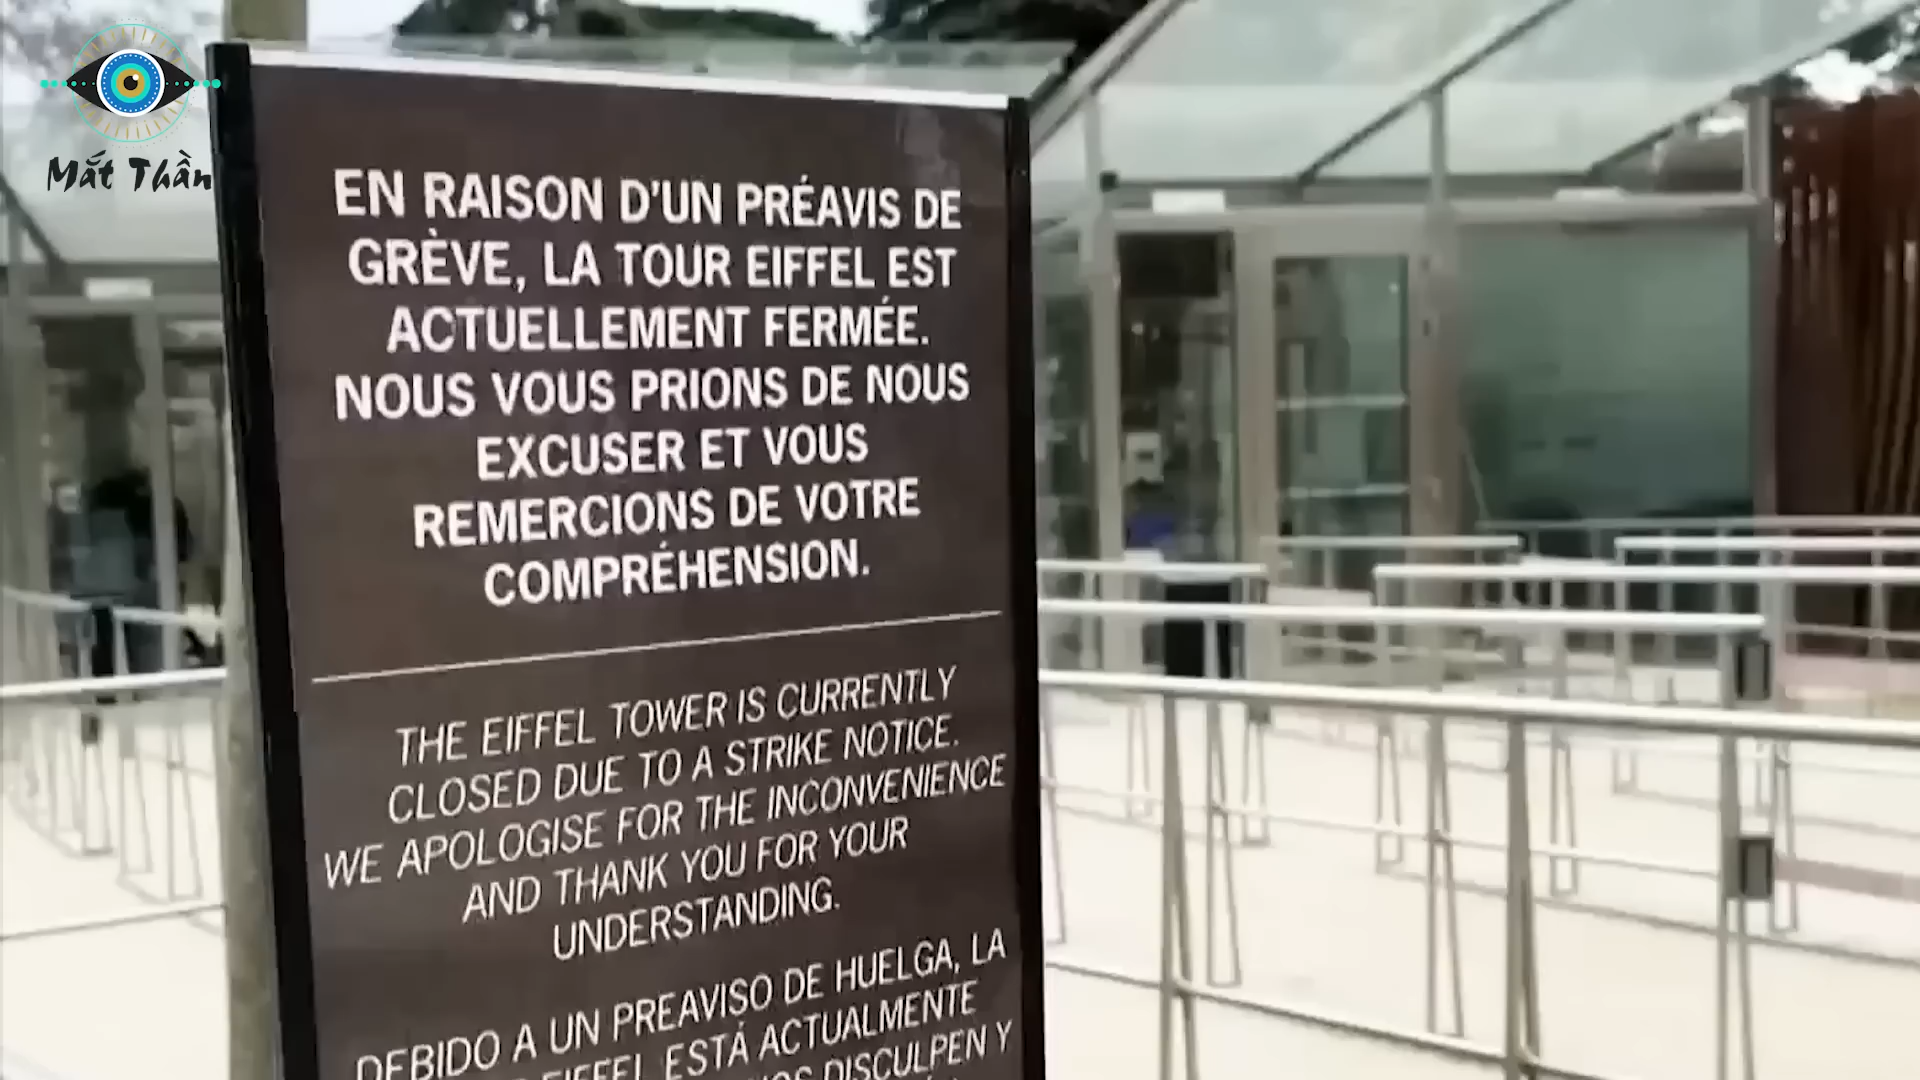 Mắt Thần
EN RAISON D'UN PRÉAVIS DE
GRÈVE, LA TOUR EIFFEL EST
ACTUELLEMENT FERMÉE.
NOUS VOUS PRIONS DE NOUS
EXCUSER ET VOUS
REMERCIONS DE VOTRE
COMPRÉHENSION.
THE EIFFEL TOWER IS CURRENTLY
CLOSED DUE TO A STRIKE NOTICE.
WE APOLOGISE FOR THE INCONVENIENCE
AND THANK YOU FOR YOUR
UNDERSTANDING.
DEBIDO A UN PREAVISO DE HUELGA, LA
EIFFEL ESTÁ ACTUALMENTE
DISCULPEN Y